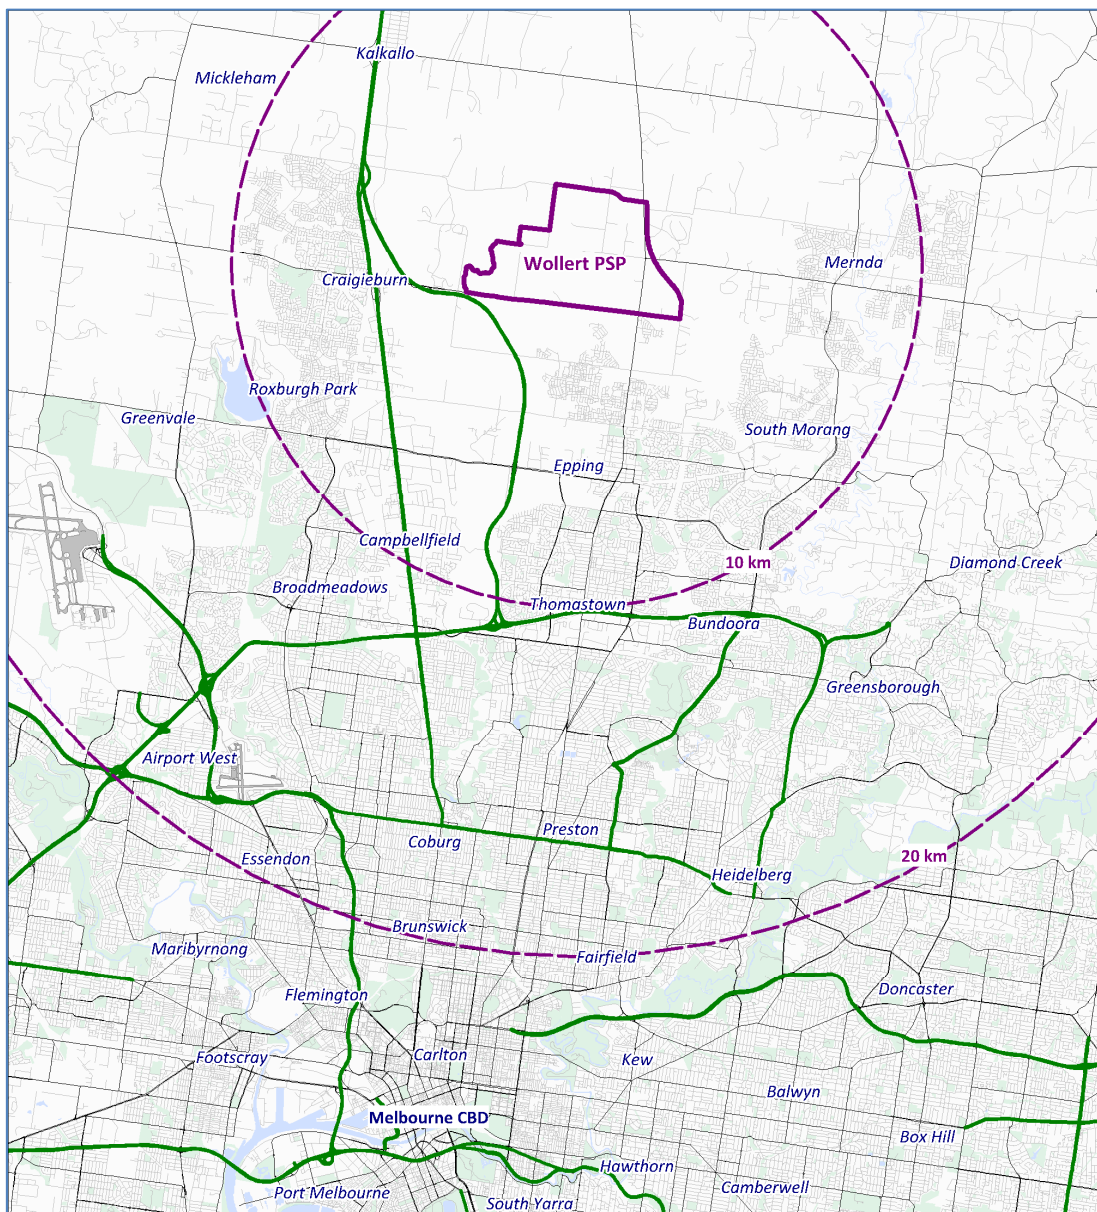 Kalkallo
Mickleham
Wollert PSP
Mernda
Craigieburn
Roxburgh Park
Greenvale
South Morang
Epping
Campbellfield
10 km
Diamond Creek
Broadmeadows
Thomastown
Bundoora
Greensborough
Airport West
Preston
Coburg
20 km
Essendon
Heidelberg
Brunswick
Maribyrnong
Fairfield
Doncaster
Flemington
Carlton
Footscray
Kew
Balwyn
Melbourne CBD
Box Hill
Hawthorn
Port Melbourne
Camberwell
South Yarra